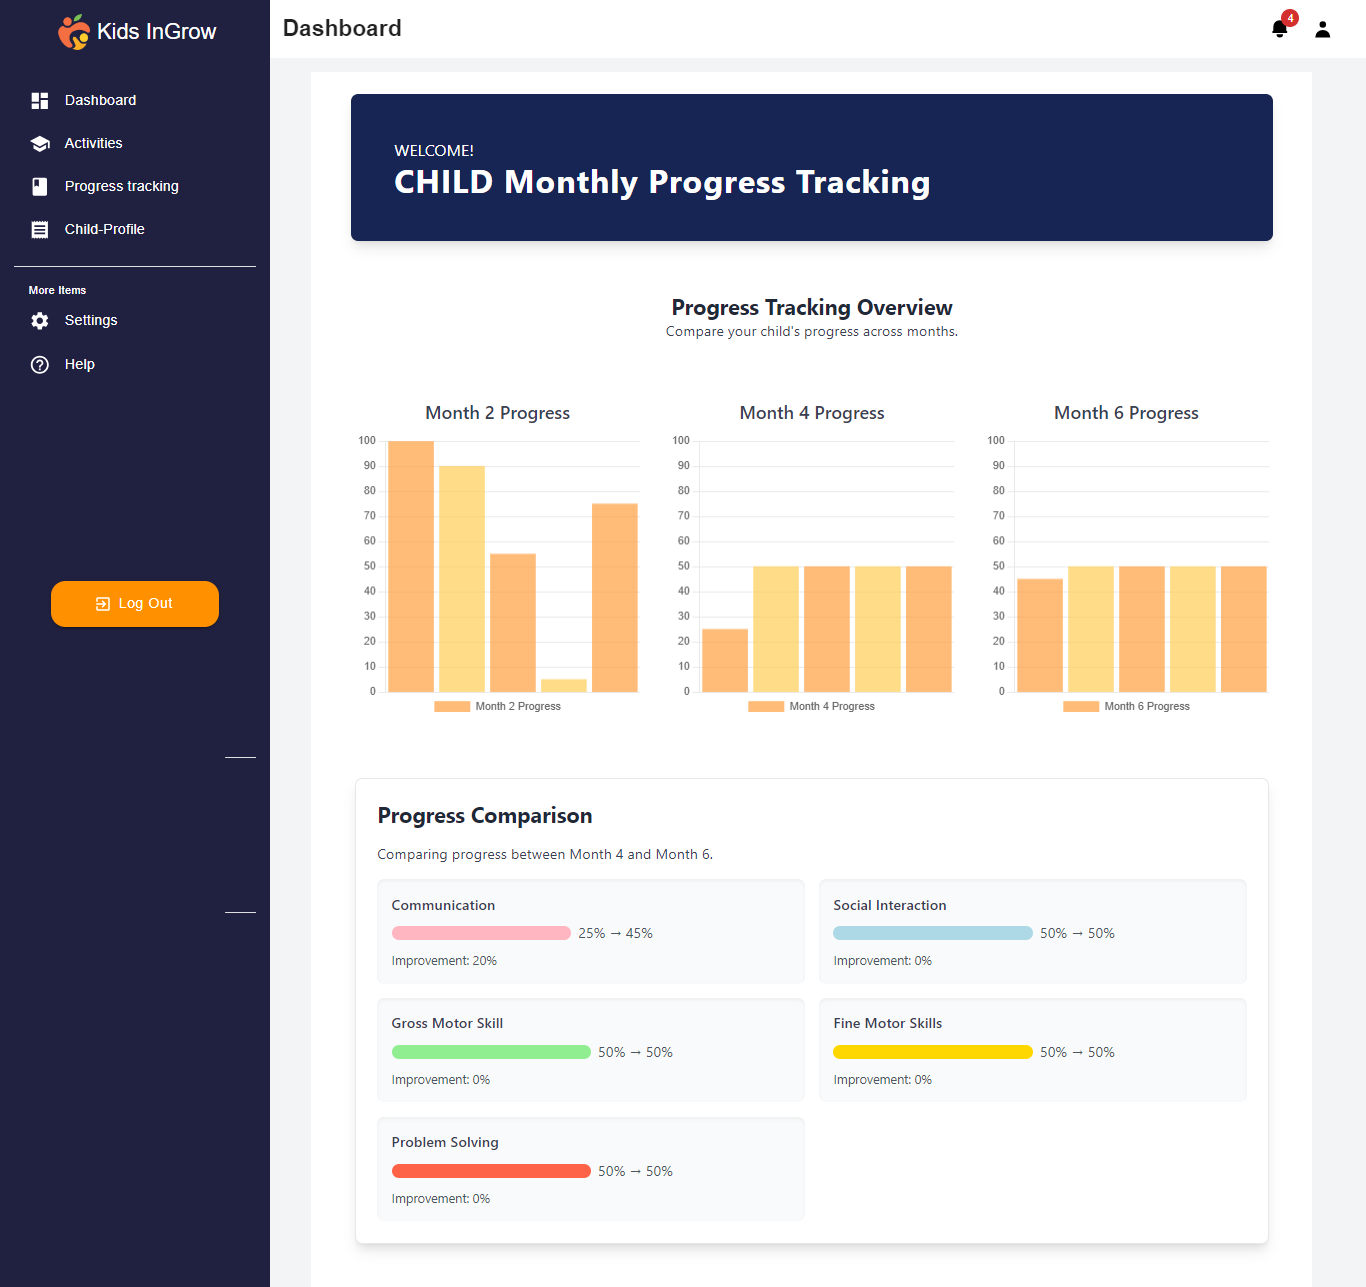 Kids InGrow
Dashboard
4
Dashboard
Activities
Progress tracking
Child-Profile
More Items
Settings
Help
Log Out
WELCOME!
CHILD Monthly Progress Tracking
Progress Tracking Overview
Compare your child's progress across months.
Month 2 Progress
100
90
80
70
60
50
40
30
20
10
0
Month 2 Progress
Month 4 Progress
100
90
80
70
60
50
40
30
20
10
0
Month 4 Progress
Month 6 Progress
100
90
80
70
60
50
40
30
20
10
0
Month 6 Progress
Progress Comparison
Comparing progress between Month 4 and Month 6.
Communication
25% → 45%
Improvement: 20%
Social Interaction
50% → 50%
Improvement: 0%
Gross Motor Skill
50% → 50%
Improvement: 0%
Fine Motor Skills
50% → 50%
Improvement: 0%
Problem Solving
50% → 50%
Improvement: 0%